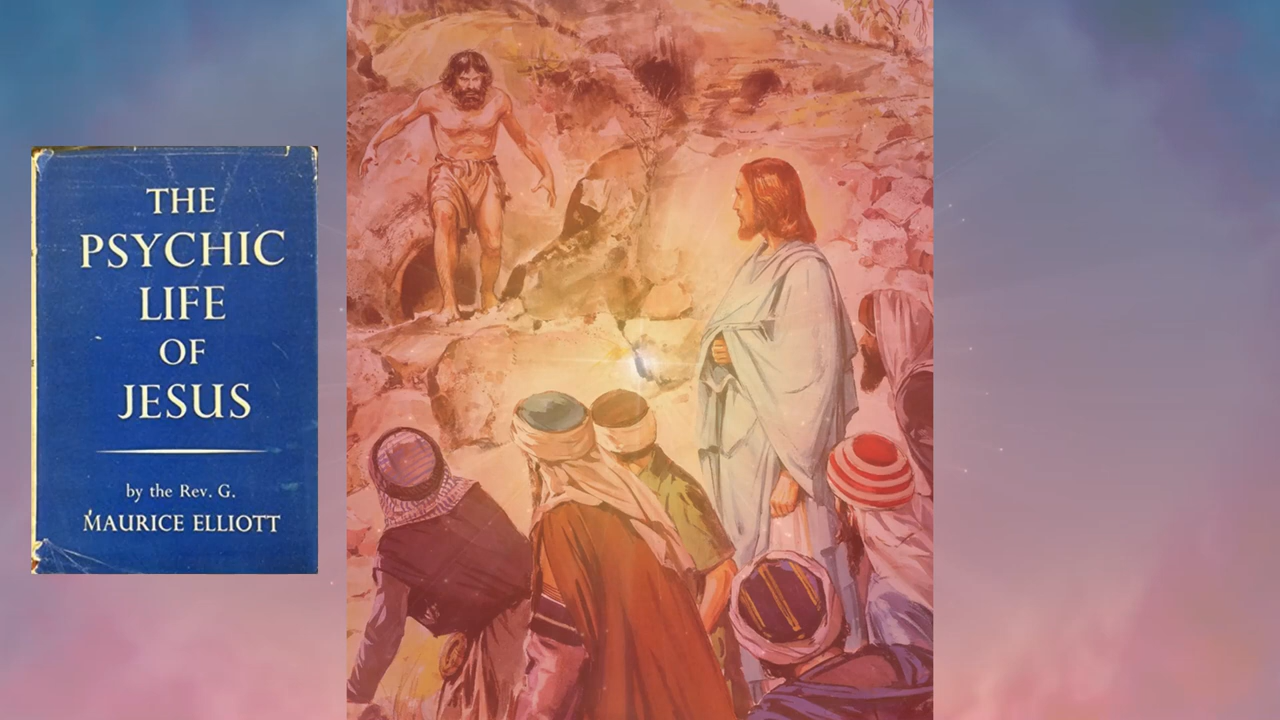 THE
PSYCHIC
LIFE
OF
JESUS
by the Rev. G.
MAURICE ELLIOTT